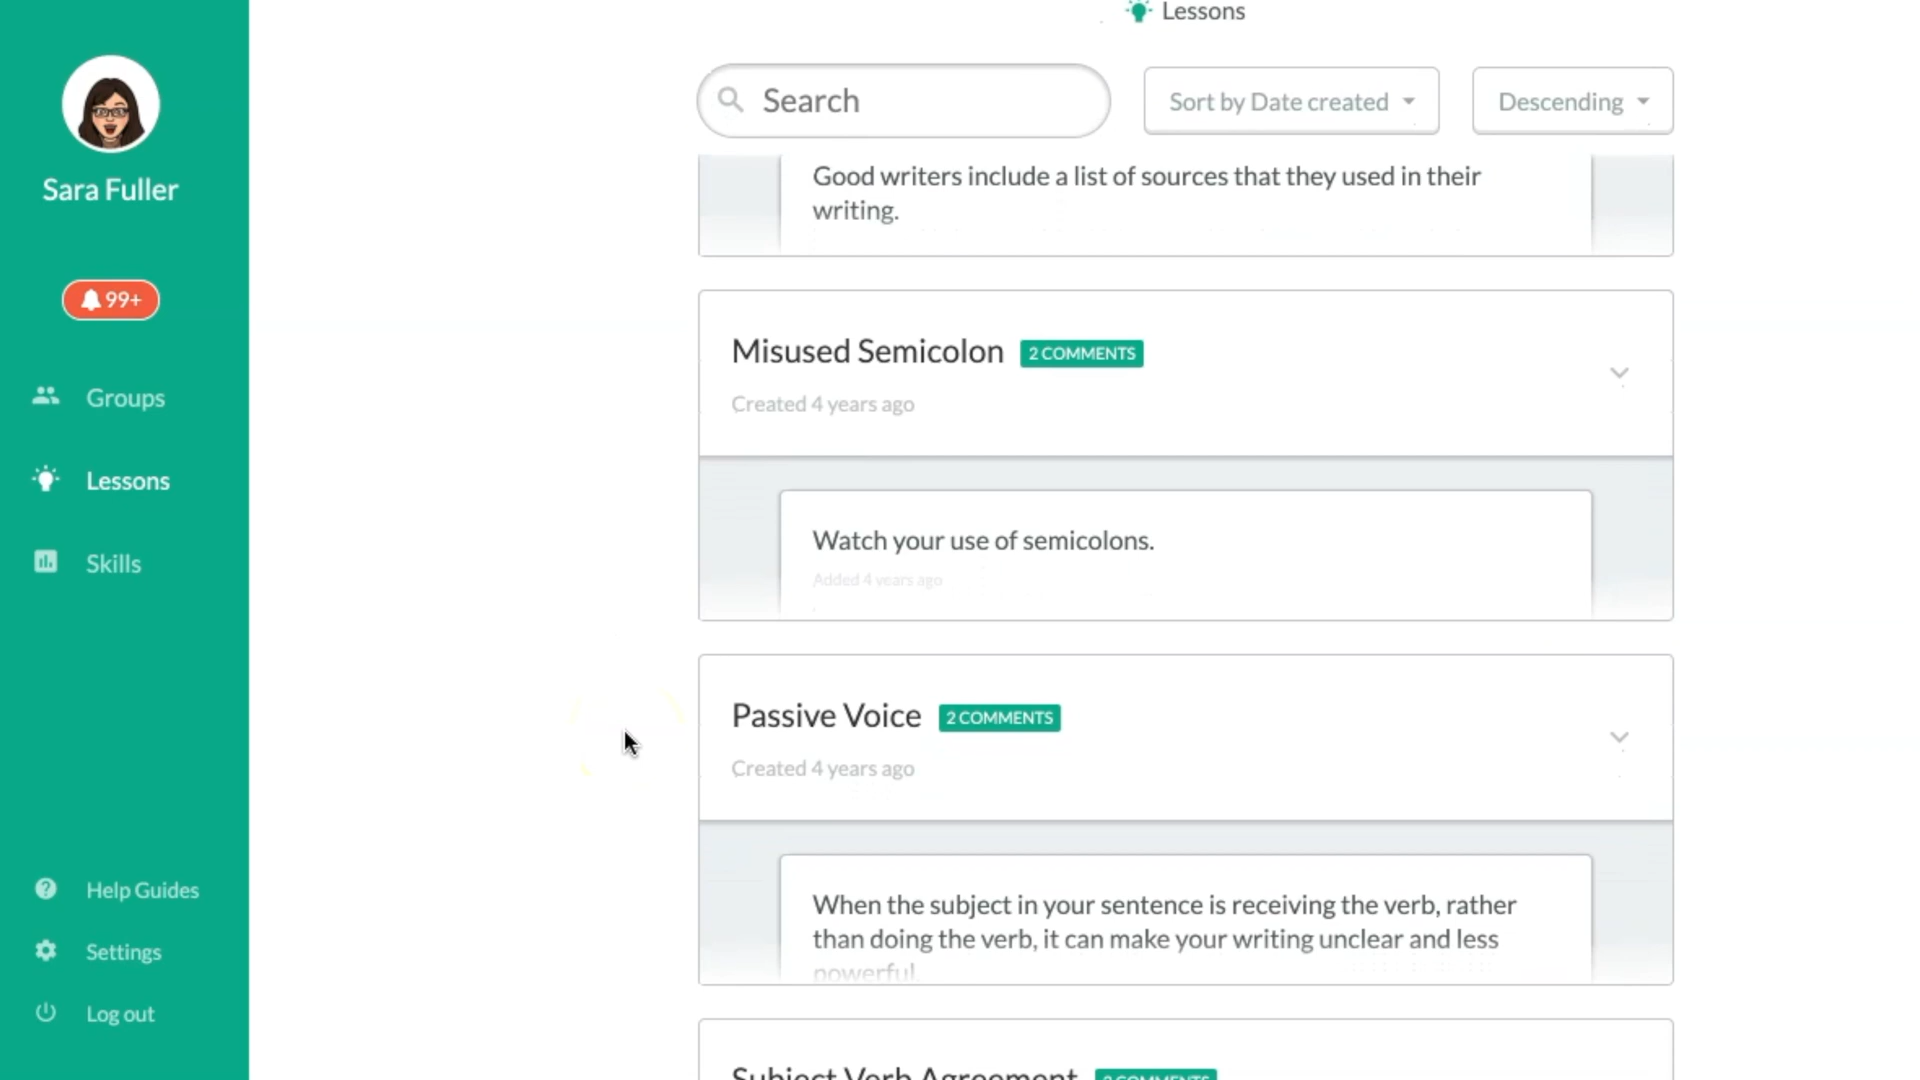 Sara Fuller
99+
Groups
Lessons
Skills
Help Guides
Settings
Log out
Lessons
Search
Sort by Date created
Descending
Good writers include a list of sources that they used in their
writing.
Misused Semicolon 2 COMMENTS
Created 4 years ago
Watch your use of semicolons.
Added 4 years ago
Passive Voice 2 COMMENTS
Created 4 years ago
When the subject in your sentence is receiving the verb, rather
than doing the verb, it can make your writing unclear and less
powerful.
Subject Verb Agreement 2 COMMENTS